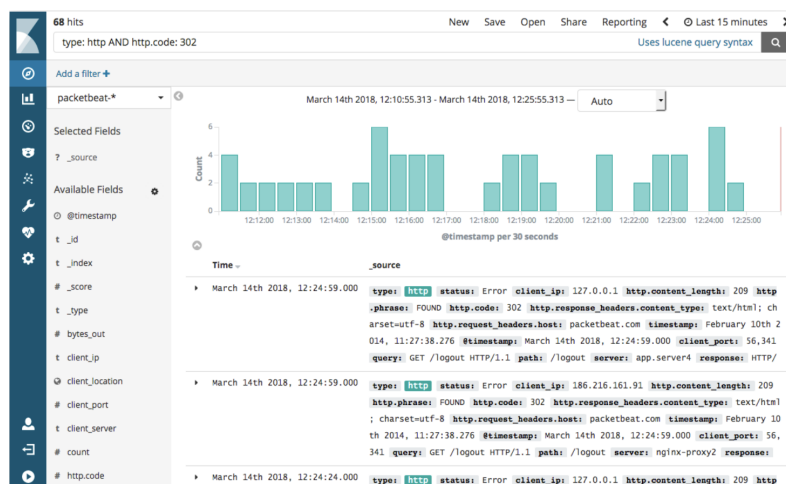 68 hits
New Save Open Share Reporting Last 15 minutes
type: http AND http.code: 302
Uses lucene query syntax
Add a filter +
packetbeat-*
March 14th 2018, 12:10:55.313 - March 14th 2018, 12:25:55.313 — Auto
Selected Fields
? _source
Available Fields
@timestamp
t _id
t _index
# _score
t _type
# bytes_out
t client_ip
client_location
# client_port
t client_server
# count
# http.code
6
4
2
0
Count
12:12:00 12:13:00 12:14:00 12:15:00 12:16:00 12:17:00 12:18:00 12:19:00 12:20:00 12:21:00 12:22:00 12:23:00 12:24:00 12:25:00
@timestamp per 30 seconds
Time _source
March 14th 2018, 12:24:59.000 type: http status: Error client_ip: 127.0.0.1 http.content_length: 209 http
.phrase: FOUND http.code: 302 http.response_headers.content_type: text/html; ch
arset=utf-8 http.request_headers.host: packetbeat.com timestamp: February 10th 2
014, 11:27:38.276 @timestamp: March 14th 2018, 12:24:59.000 client_port: 56,341
query: GET /logout HTTP/1.1 path: /logout server: app.server4 response: HTTP/
March 14th 2018, 12:24:59.000 type: http status: Error client_ip: 186.216.161.91 http.content_length: 209
http.phrase: FOUND http.code: 302 http.response_headers.content_type: text/html
; charset=utf-8 http.request_headers.host: packetbeat.com timestamp: February 10
th 2014, 11:27:38.276 @timestamp: March 14th 2018, 12:24:59.000 client_port: 56,
341 query: GET /logout HTTP/1.1 path: /logout server: nginx-proxy2 response:
March 14th 2018, 12:24:24.000 type: http status: Error client_ip: 127.0.0.1 http.content_length: 209 http